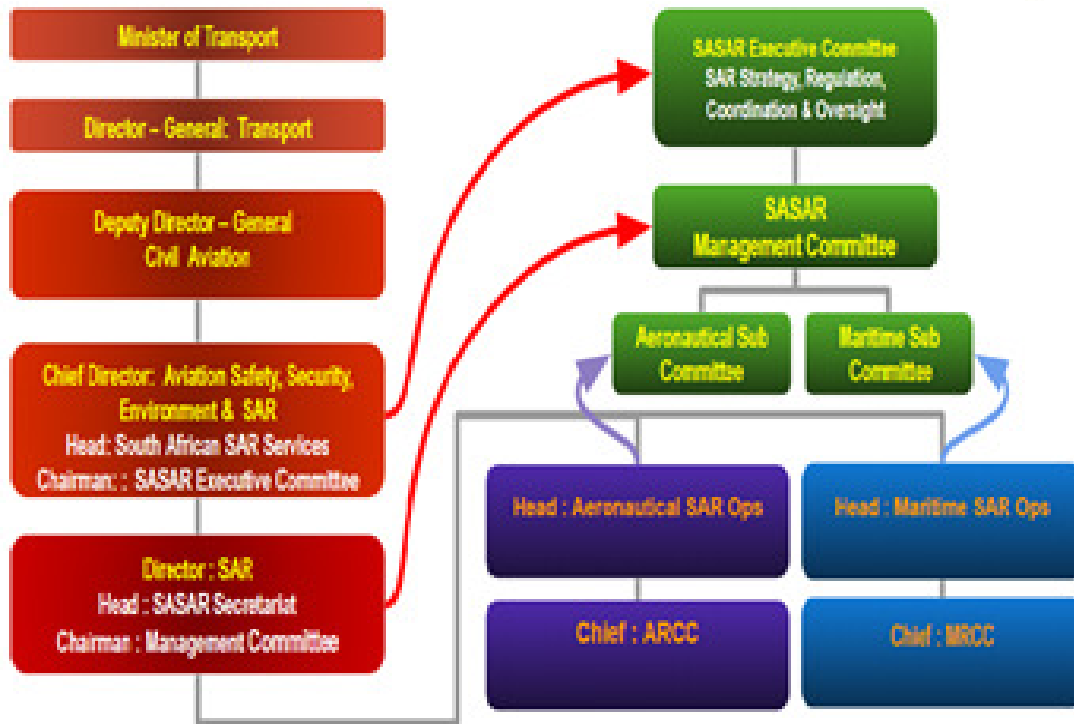 Minister of Transport
Director – General: Transport
Deputy Director – General
Civil Aviation
Chief Director: Aviation Safety, Security,
Environment & SAR
Head: South African SAR Services
Chairman: : SASAR Executive Committee
Director : SAR
Head : SASAR Secretariat
Chairman : Management Committee
SASAR Executive Committee
SAR Strategy, Regulation,
Coordination & Oversight
SASAR
Management Committee
Aeronautical Sub
Committee
Maritime Sub
Committee
Head : Aeronautical SAR Ops
Head : Maritime SAR Ops
Chief : ARCC
Chief : MRCC